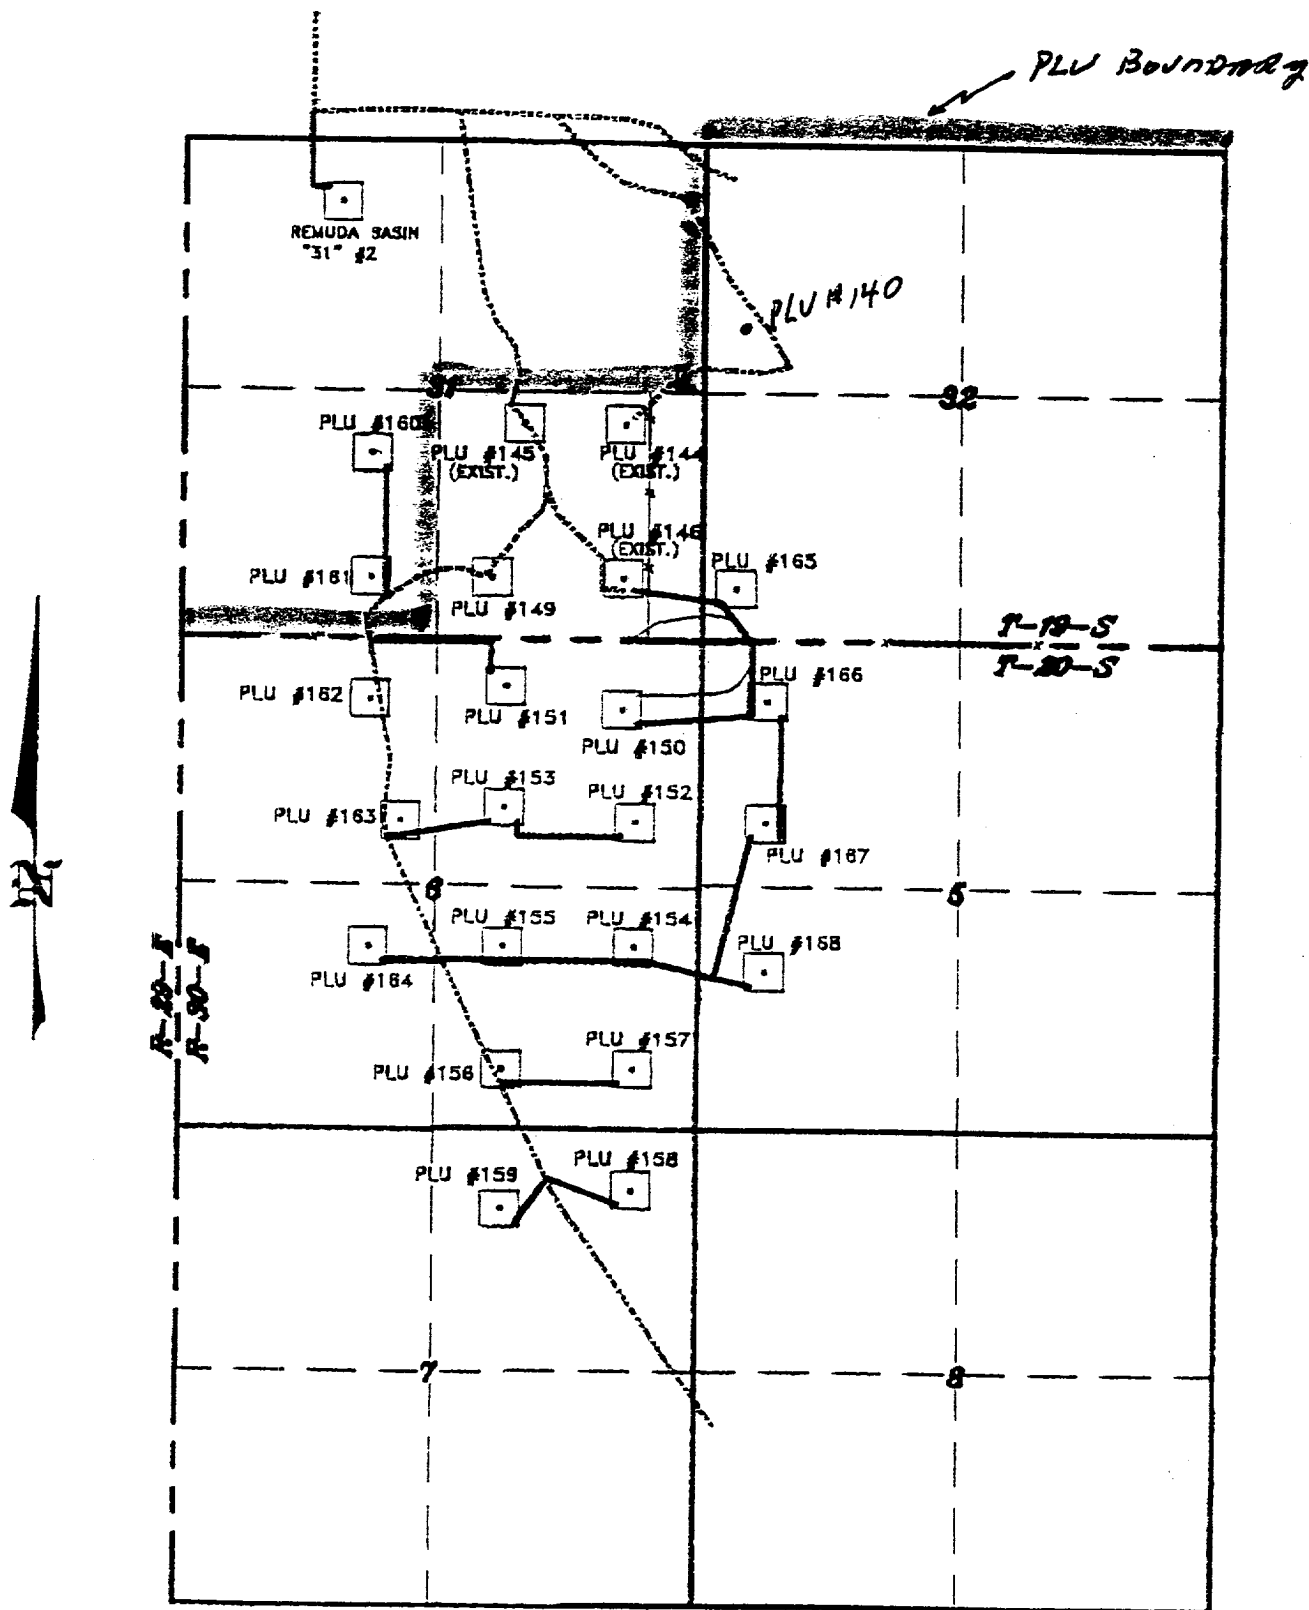 PLU BOUNDARY
REMUDA BASIN
"31" #2
PLU #140
31
32
PLU #160
PLU #145
(EXIST.)
PLU #144
(EXIST.)
PLU #146
(EXIST.)
PLU #165
PLU #161
PLU #149
T-19-S
T-20-S
PLU #162
PLU #151
PLU #166
PLU #150
PLU #153
PLU #152
PLU #163
PLU #167
6
5
PLU #155
PLU #154
PLU #168
PLU #164
R-29-E
R-30-E
PLU #157
PLU #156
PLU #159
PLU #158
7
8